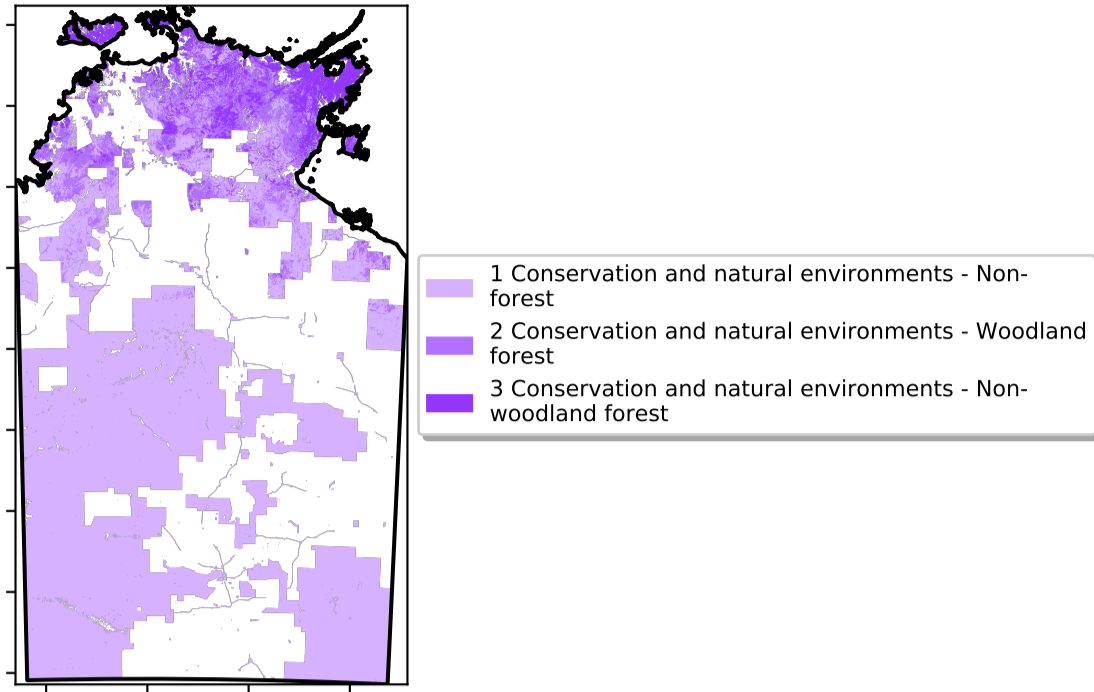 1 Conservation and natural environments - Non-
forest
2 Conservation and natural environments - Woodland
forest
3 Conservation and natural environments - Non-
woodland forest